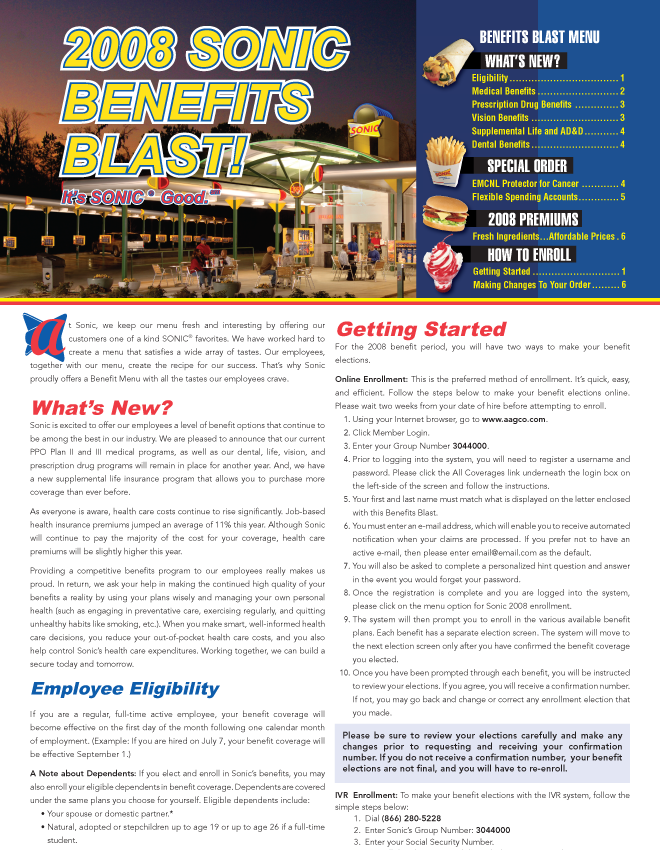 2008 SONIC
BENEFITS
BLAST!
It's SONIC® Good.℠
SONIC
BENEFITS BLAST MENU
WHAT'S NEW?
Eligibility . . . . . . . . . . . . . . . . . . . . . . . . . . . . . . . . . 1
Medical Benefits . . . . . . . . . . . . . . . . . . . . . . . . 2
Prescription Drug Benefits . . . . . . . . . . . . . 3
Vision Benefits . . . . . . . . . . . . . . . . . . . . . . . . . . 3
Supplemental Life and AD&D . . . . . . . . . . 4
Dental Benefits . . . . . . . . . . . . . . . . . . . . . . . . . . 4
SPECIAL ORDER
EMCNL Protector for Cancer . . . . . . . . . . . 4
Flexible Spending Accounts . . . . . . . . . . . . 5
2008 PREMIUMS
Fresh Ingredients...Affordable Prices . 6
HOW TO ENROLL
Getting Started . . . . . . . . . . . . . . . . . . . . . . . . . . 1
Making Changes To Your Order . . . . . . . . . 6
at Sonic, we keep our menu fresh and interesting by offering our
customers one of a kind SONIC® favorites. We have worked hard to
create a menu that satisfies a wide array of tastes. Our employees,
together with our menu, create the recipe for our success. That's why Sonic
proudly offers a Benefit Menu with all the tastes our employees crave.
What's New?
Sonic is excited to offer our employees a level of benefit options that continue to
be among the best in our industry. We are pleased to announce that our current
PPO Plan II and III medical programs, as well as our dental, life, vision, and
prescription drug programs will remain in place for another year. And, we have
a new supplemental life insurance program that allows you to purchase more
coverage than ever before.
As everyone is aware, health care costs continue to rise significantly. Job-based
health insurance premiums jumped an average of 11% this year. Although Sonic
will continue to pay the majority of the cost for your coverage, health care
premiums will be slightly higher this year.
Providing a competitive benefits program to our employees really makes us
proud. In return, we ask your help in making the continued high quality of your
benefits a reality by using your plans wisely and managing your own personal
health (such as engaging in preventative care, exercising regularly, and quitting
unhealthy habits like smoking, etc.). When you make smart, well-informed health
care decisions, you reduce your out-of-pocket health care costs, and you also
help control Sonic's health care expenditures. Working together, we can build a
secure today and tomorrow.
Employee Eligibility
If you are a regular, full-time active employee, your benefit coverage will
become effective on the first day of the month following one calendar month
of employment. (Example: If you are hired on July 7, your benefit coverage will
be effective September 1.)
A Note about Dependents: If you elect and enroll in Sonic's benefits, you may
also enroll your eligible dependents in benefit coverage. Dependents are covered
under the same plans you choose for yourself. Eligible dependents include:
• Your spouse or domestic partner.*
• Natural, adopted or stepchildren up to age 19 or up to age 26 if a full-time
student.
Getting Started
For the 2008 benefit period, you will have two ways to make your benefit
elections.
Online Enrollment: This is the preferred method of enrollment. It's quick, easy,
and efficient. Follow the steps below to make your benefit elections online.
Please wait two weeks from your date of hire before attempting to enroll.
1. Using your Internet browser, go to www.aagco.com.
2. Click Member Login.
3. Enter your Group Number 3044000.
4. Prior to logging into the system, you will need to register a username and
password. Please click the All Coverages link underneath the login box on
the left-side of the screen and follow the instructions.
5. Your first and last name must match what is displayed on the letter enclosed
with this Benefits Blast.
6. You must enter an e-mail address, which will enable you to receive automated
notification when your claims are processed. If you prefer not to have an
active e-mail, then please enter email@email.com as the default.
7. You will also be asked to complete a personalized hint question and answer
in the event you would forget your password.
8. Once the registration is complete and you are logged into the system,
please click on the menu option for Sonic 2008 enrollment.
9. The system will then prompt you to enroll in the various available benefit
plans. Each benefit has a separate election screen. The system will move to
the next election screen only after you have confirmed the benefit coverage
you elected.
10. Once you have been prompted through each benefit, you will be instructed
to review your elections. If you agree, you will receive a confirmation number.
If not, you may go back and change or correct any enrollment election that
you made.
Please be sure to review your elections carefully and make any
changes prior to requesting and receiving your confirmation
number. If you do not receive a confirmation number, your benefit
elections are not final, and you will have to re-enroll.
IVR Enrollment: To make your benefit elections with the IVR system, follow the
simple steps below:
1. Dial (866) 280-5228
2. Enter Sonic's Group Number: 3044000
3. Enter your Social Security Number.